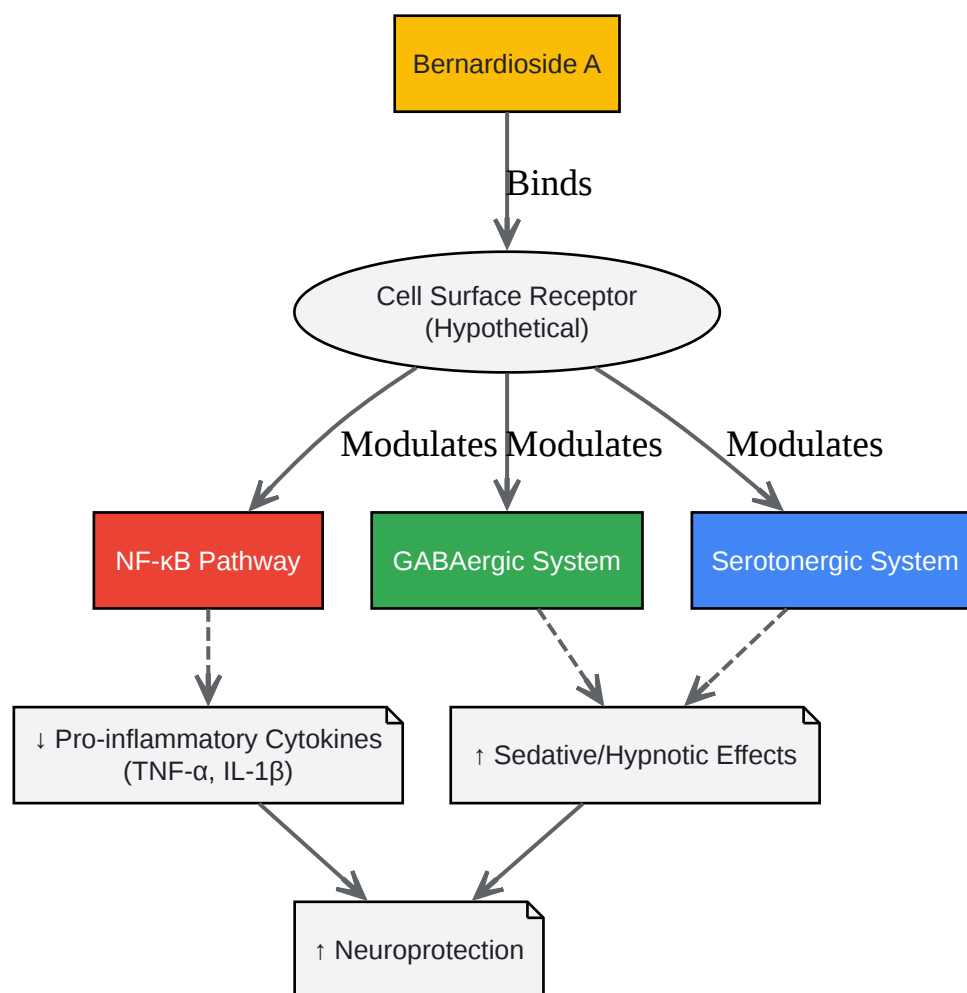 Bernardioside A
Binds
Cell Surface Receptor
(Hypothetical)
Modulates
Modulates
Modulates
NF-κB Pathway
GABAergic System
Serotonergic System
↓ Pro-inflammatory Cytokines
(TNF-α, IL-1β)
↑ Sedative/Hypnotic Effects
↑ Neuroprotection